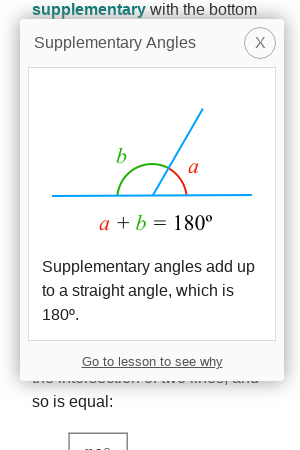 supplementary with the bottom
Supplementary Angles X
b
a
a + b = 180º
Supplementary angles add up
to a straight angle, which is
180º.
Go to lesson to see why
the intersection of two lines, and
so is equal: